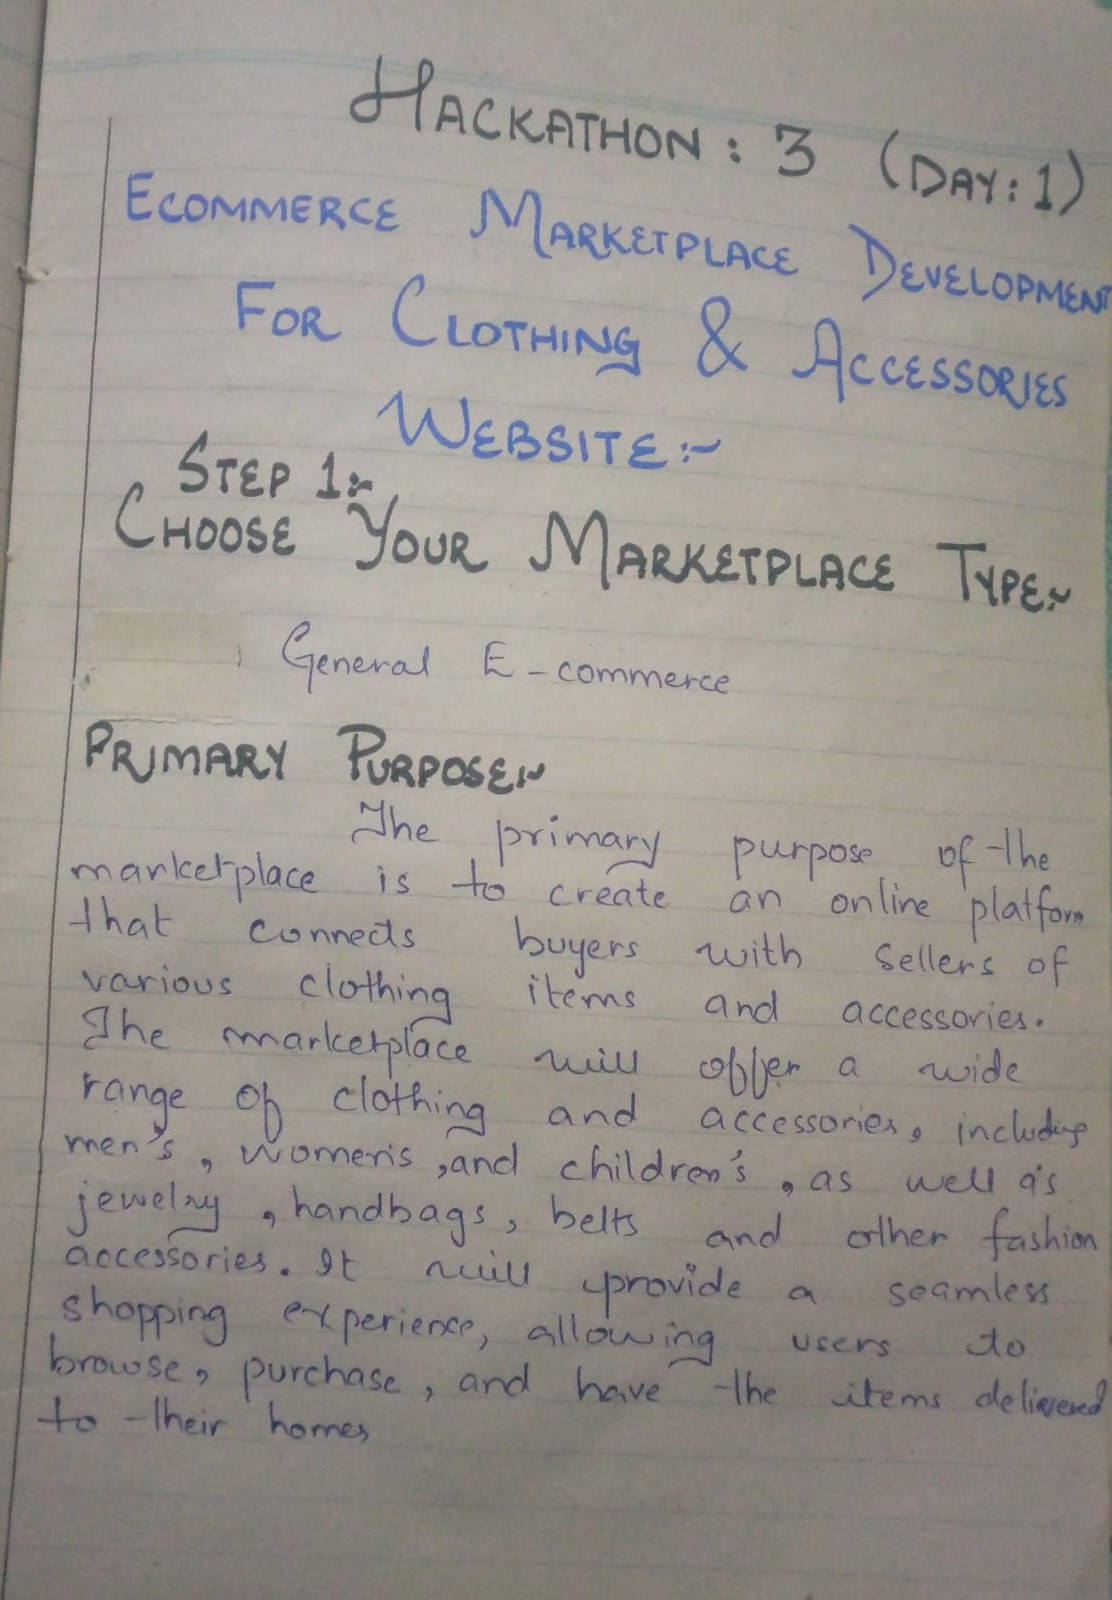 HACKATHON : 3 (DAY : 1)
ECOMMERCE MARKETPLACE DEVELOPMENT
FOR CLOTHING & ACCESSORIES
WEBSITE :~
STEP 1:~
CHOOSE YOUR MARKETPLACE TYPE:~
General E-commerce
PRIMARY PURPOSE:~
The primary purpose of the
marketplace is to create an online platform
that connects buyers with sellers of
various clothing items and accessories.
The marketplace will offer a wide
range of clothing and accessories, including
men's, women's, and children's, as well as
jewelry, handbags, belts and other fashion
accessories. It will provide a seamless
shopping experience, allowing users to
browse, purchase, and have the items delivered
to their homes